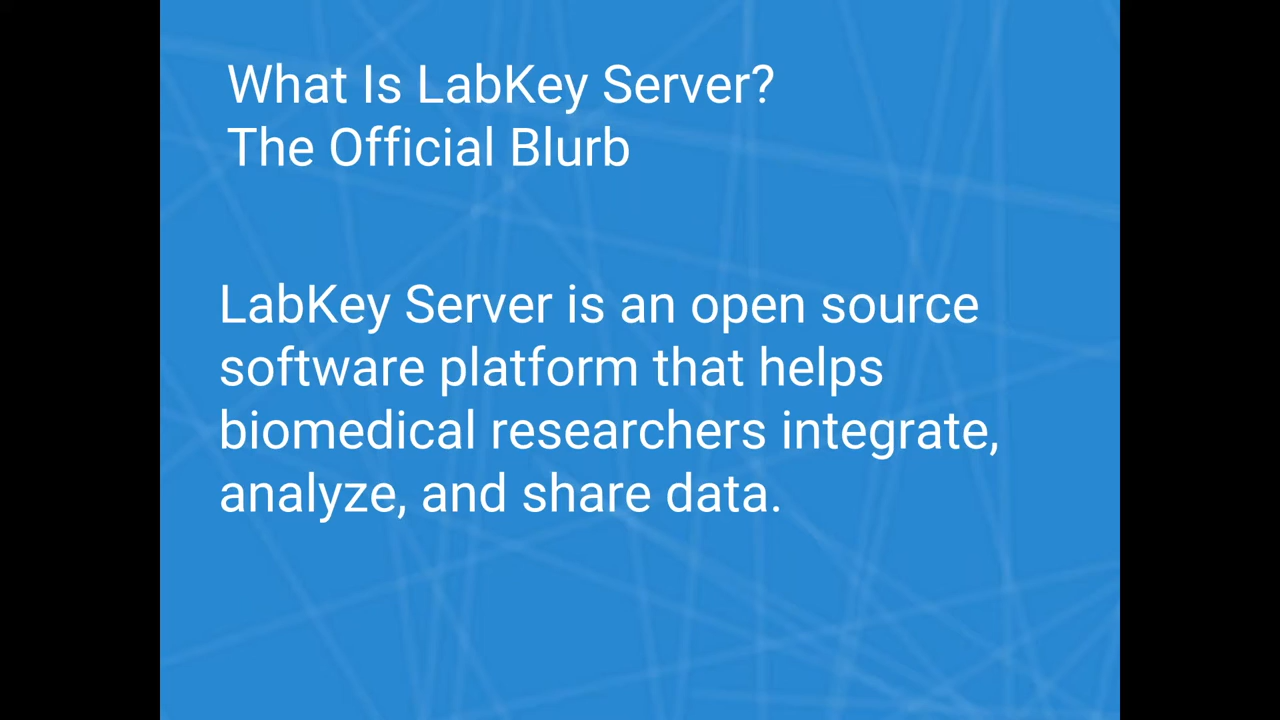 What Is LabKey Server?
The Official Blurb
LabKey Server is an open source
software platform that helps
biomedical researchers integrate,
analyze, and share data.